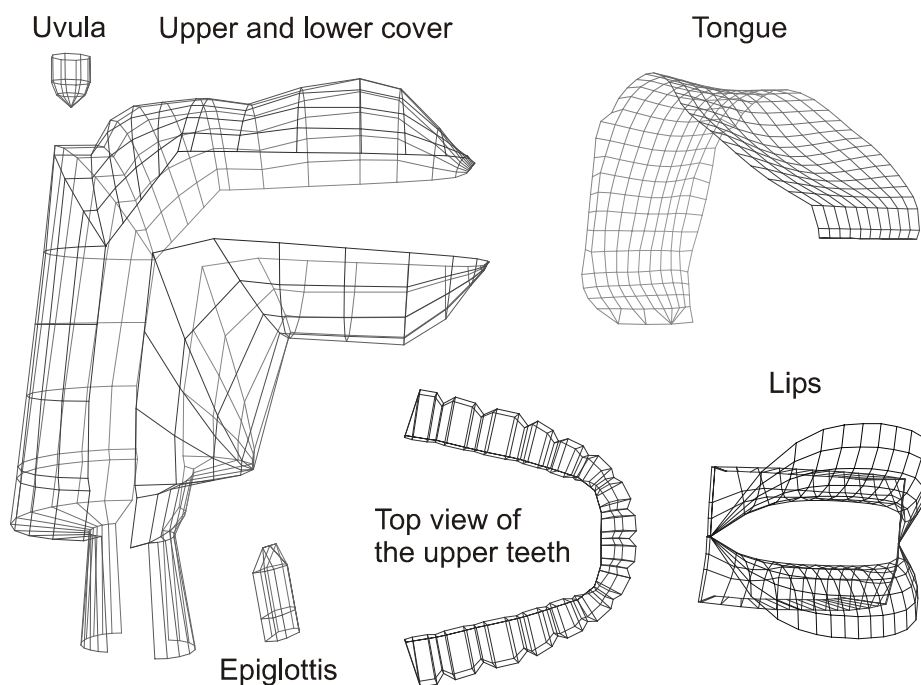 Uvula
Upper and lower cover
Tongue
Lips
Top view of
the upper teeth
Epiglottis